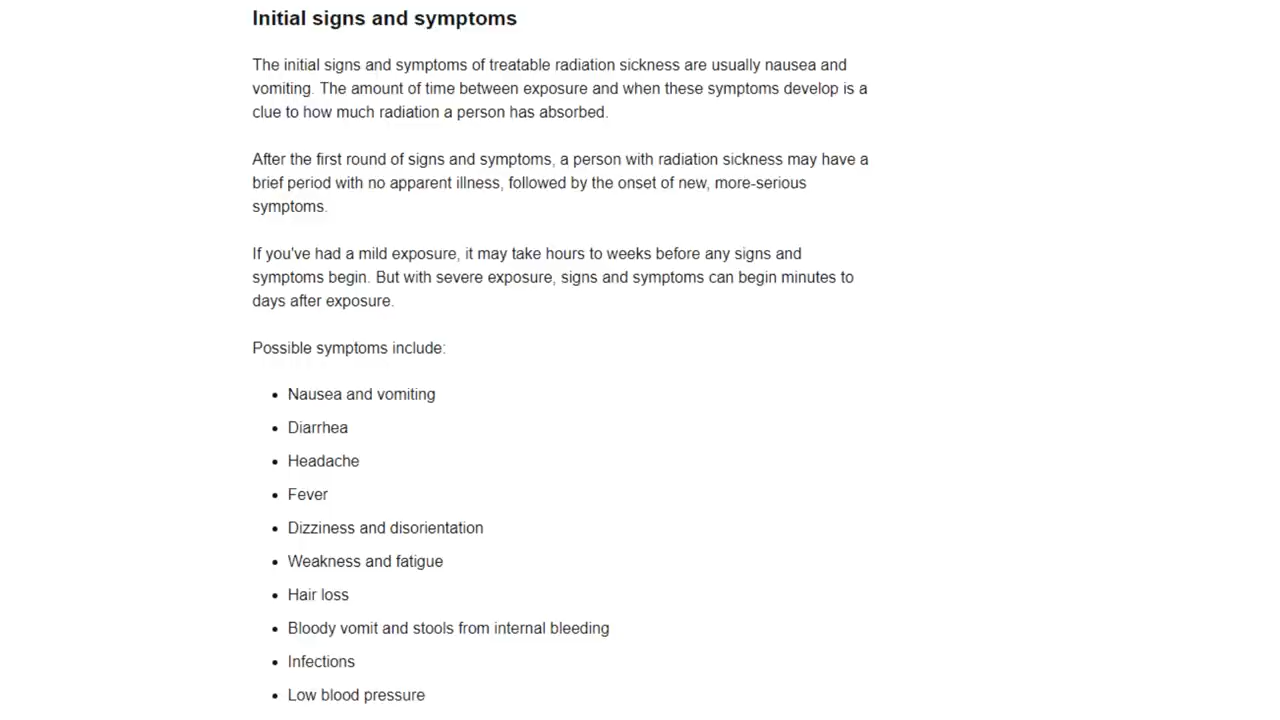 Initial signs and symptoms
The initial signs and symptoms of treatable radiation sickness are usually nausea and
vomiting. The amount of time between exposure and when these symptoms develop is a
clue to how much radiation a person has absorbed.
After the first round of signs and symptoms, a person with radiation sickness may have a
brief period with no apparent illness, followed by the onset of new, more-serious
symptoms.
If you've had a mild exposure, it may take hours to weeks before any signs and
symptoms begin. But with severe exposure, signs and symptoms can begin minutes to
days after exposure.
Possible symptoms include:
• Nausea and vomiting
• Diarrhea
• Headache
• Fever
• Dizziness and disorientation
• Weakness and fatigue
• Hair loss
• Bloody vomit and stools from internal bleeding
• Infections
• Low blood pressure